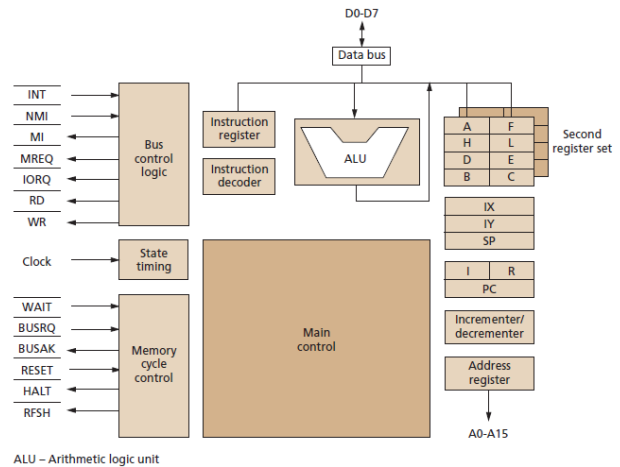 D0-D7
Data bus
INT
NMI
MI
MREQ
IORQ
RD
WR
Bus
control
logic
Instruction
register
Instruction
decoder
ALU
A F
H L
D E
B C
Second
register set
IX
IY
SP
I R
PC
Incrementer/
decrementer
Address
register
A0-A15
Clock
State
timing
WAIT
BUSRQ
BUSAK
RESET
HALT
RFSH
Memory
cycle
control
Main
control
ALU – Arithmetic logic unit